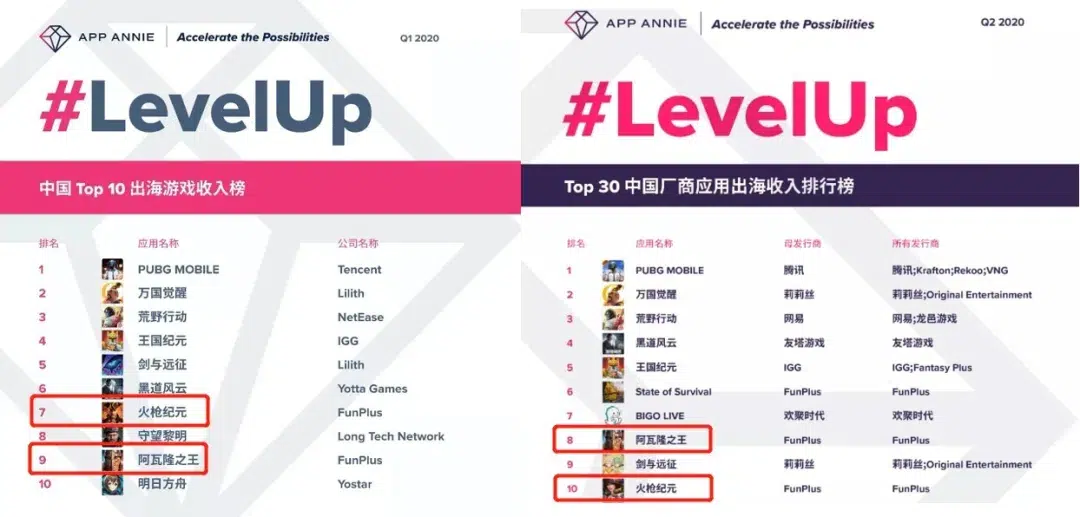 APP ANNIE Accelerate the Possibilities Q1 2020
#LevelUp
中国 Top 10 出海游戏收入榜
排名 应用名称 公司名称
1 PUBG MOBILE Tencent
2 万国觉醒 Lilith
3 荒野行动 NetEase
4 王国纪元 IGG
5 剑与远征 Lilith
6 黑道风云 Yotta Games
7 火枪纪元 FunPlus
8 守望黎明 Long Tech Network
9 阿瓦隆之王 FunPlus
10 明日方舟 Yostar
APP ANNIE Accelerate the Possibilities Q2 2020
#LevelUp
Top 30 中国厂商应用出海收入排行榜
排名 应用名称 母发行商 所有发行商
1 PUBG MOBILE 腾讯 腾讯;Krafton;Rekoo;VNG
2 万国觉醒 莉莉丝 莉莉丝;Original Entertainment
3 荒野行动 网易 网易;龙邑游戏
4 黑道风云 友塔游戏 友塔游戏
5 王国纪元 IGG IGG;Fantasy Plus
6 State of Survival FunPlus FunPlus
7 BIGO LIVE 欢聚时代 欢聚时代
8 阿瓦隆之王 FunPlus FunPlus
9 剑与远征 莉莉丝 莉莉丝;Original Entertainment
10 火枪纪元 FunPlus FunPlus